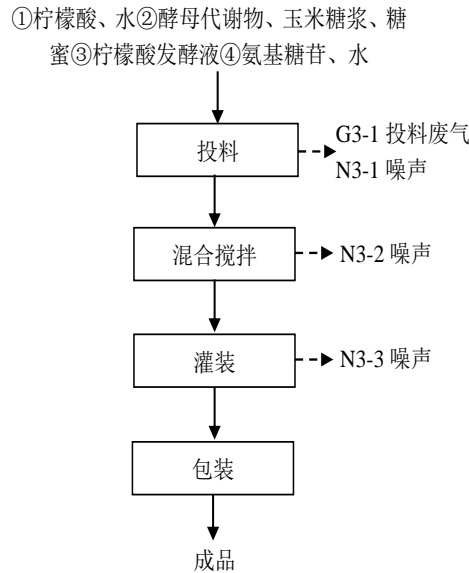 ①柠檬酸、水②酵母代谢物、玉米糖浆、糖
蜜③柠檬酸发酵液④氨基糖苷、水
投料
G3-1 投料废气
N3-1 噪声
混合搅拌
N3-2 噪声
灌装
N3-3 噪声
包装
成品